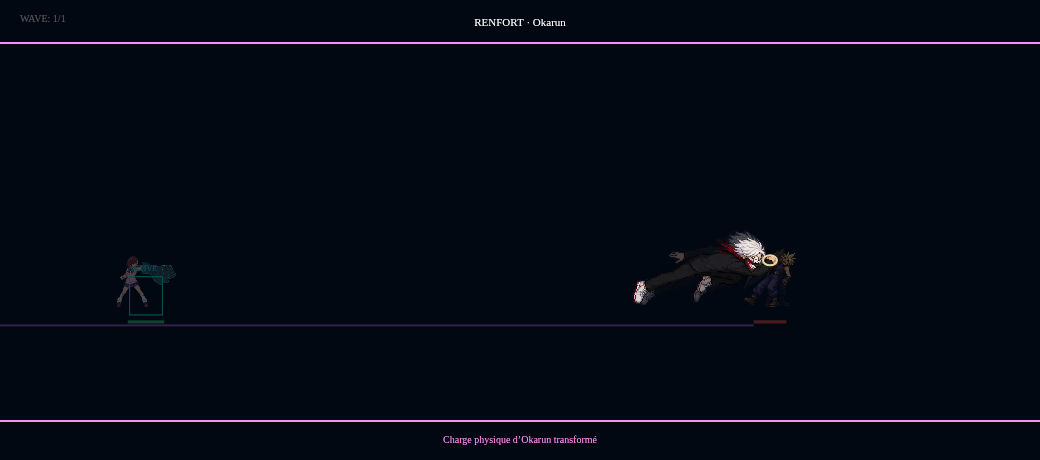 WAVE: 1/1
RENFORT · Okarun
Charge physique d’Okarun transformé